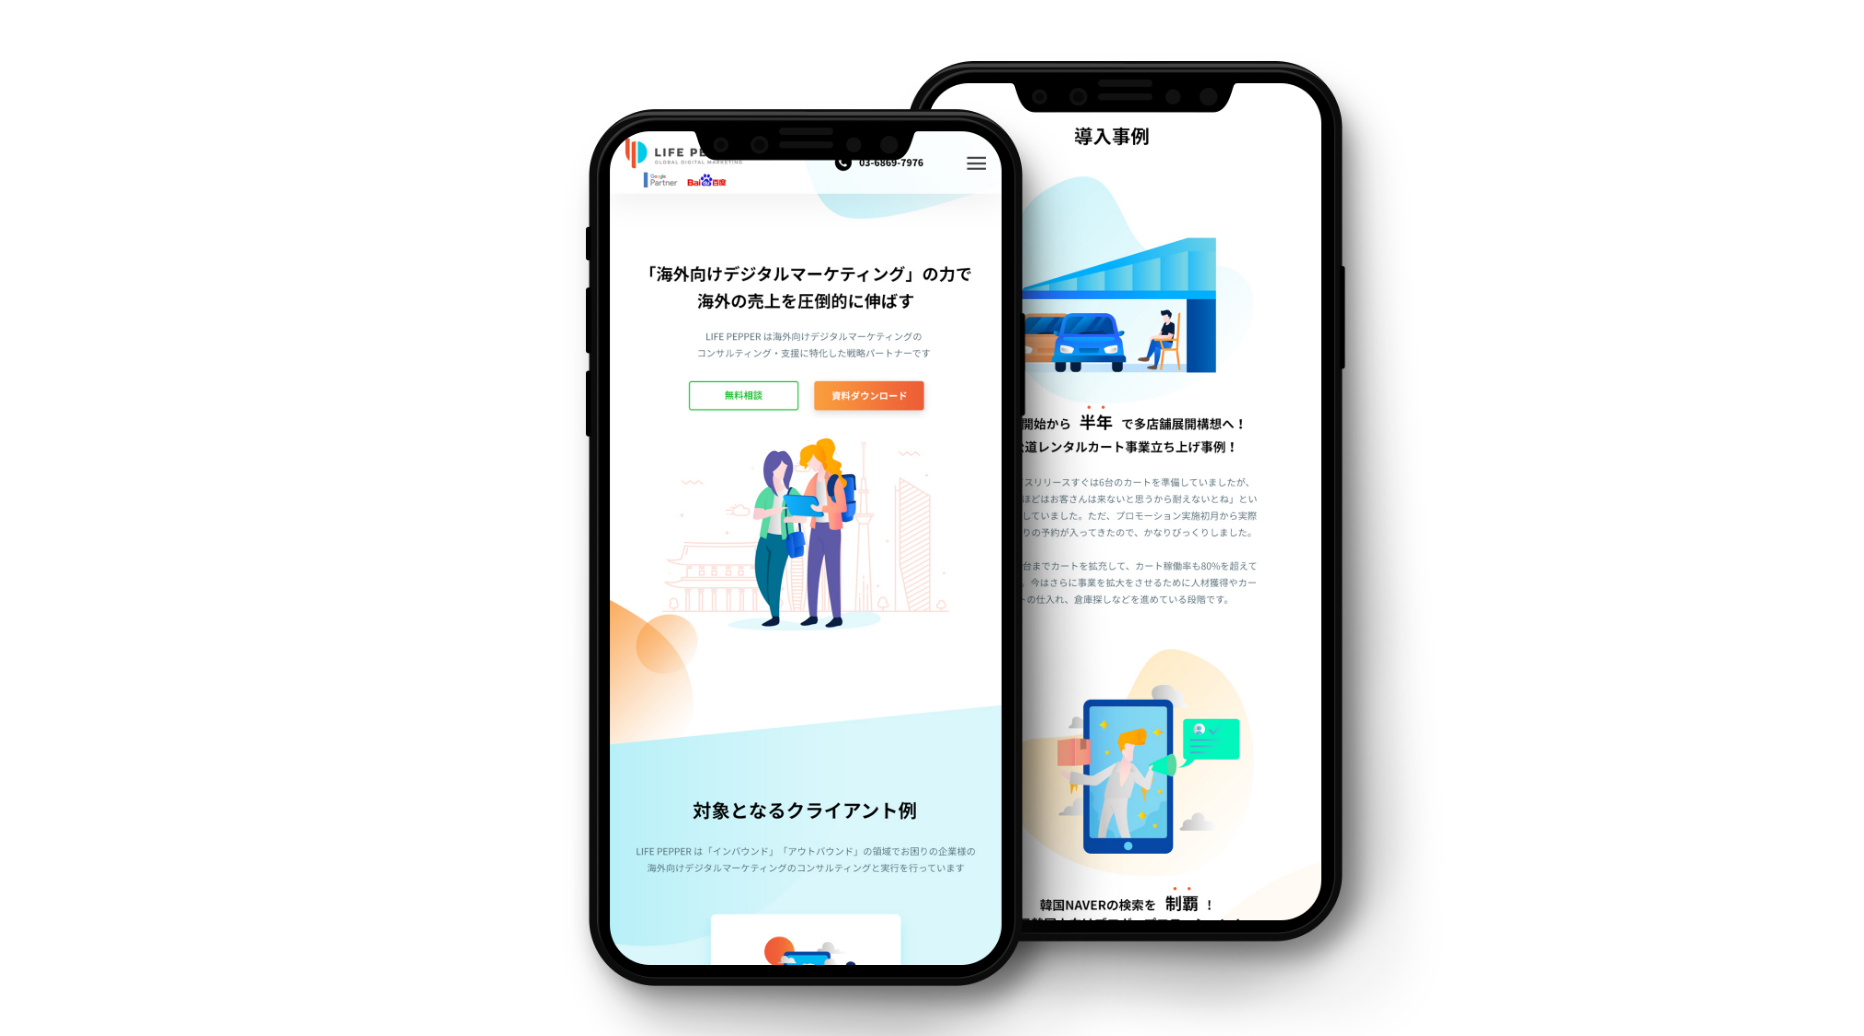 LIFE PE
GLOBAL DIGITAL MARKETING
03-6869-7976
Google
Partner
Bai 百度
「海外向けデジタルマーケティング」の力で
海外の売上を圧倒的に伸ばす
LIFE PEPPER は海外向けデジタルマーケティングの
コンサルティング・支援に特化した戦略パートナーです
無料相談
資料ダウンロード
対象となるクライアント例
LIFE PEPPER は「インバウンド」「アウトバウンド」の領域でお困りの企業様の
海外向けデジタルマーケティングのコンサルティングと実行を行っています
導入事例
開始から 半年 で多店舗展開構想へ！
道レンタルカート事業立ち上げ事例！
スリリースすぐは6台のカートを準備していましたが、
ほどはお客さんは来ないと思うから耐えないとね」とい
していました。ただ、プロモーション実施初月から実際
りの予約が入ってきたので、かなりびっくりしました。
台までカートを拡充して、カート稼働率も80%を超えて
今はさらに事業を拡大をさせるために人材獲得やカー
トの仕入れ、倉庫探しなどを進めている段階です。
韓国NAVERの検索を 制覇 ！